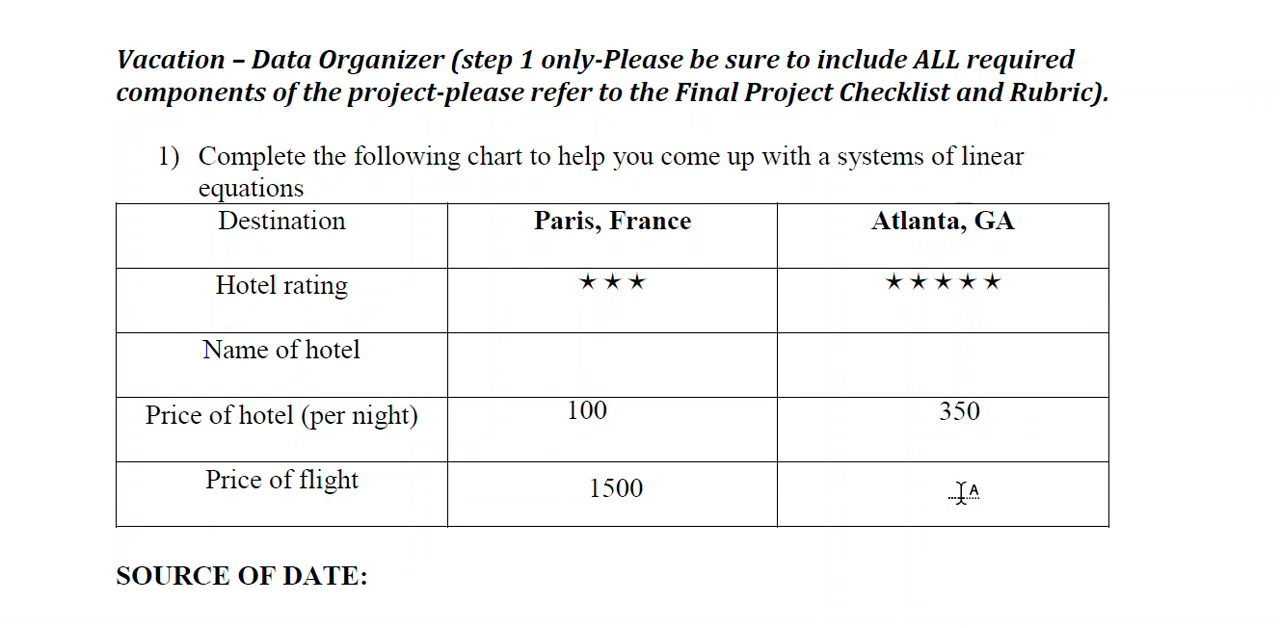 Vacation – Data Organizer (step 1 only-Please be sure to include ALL required
components of the project-please refer to the Final Project Checklist and Rubric).
1) Complete the following chart to help you come up with a systems of linear
equations
Destination Paris, France Atlanta, GA
Hotel rating ★★★ ★★★★★
Name of hotel
Price of hotel (per night) 100 350
Price of flight 1500
SOURCE OF DATE: